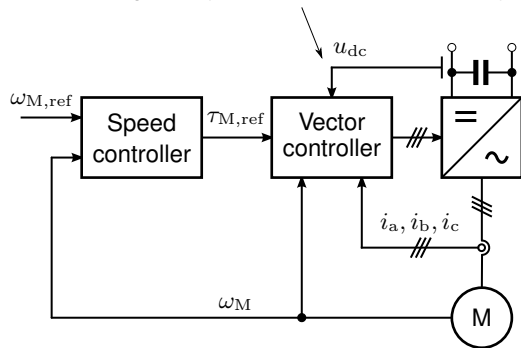 u_dc
ω_M,ref
Speed
controller
τ_M,ref
Vector
controller
=
~
i_a, i_b, i_c
ω_M
M